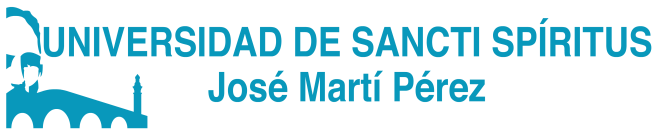 UNIVERSIDAD DE SANCTI SPÍRITUS
José Martí Pérez